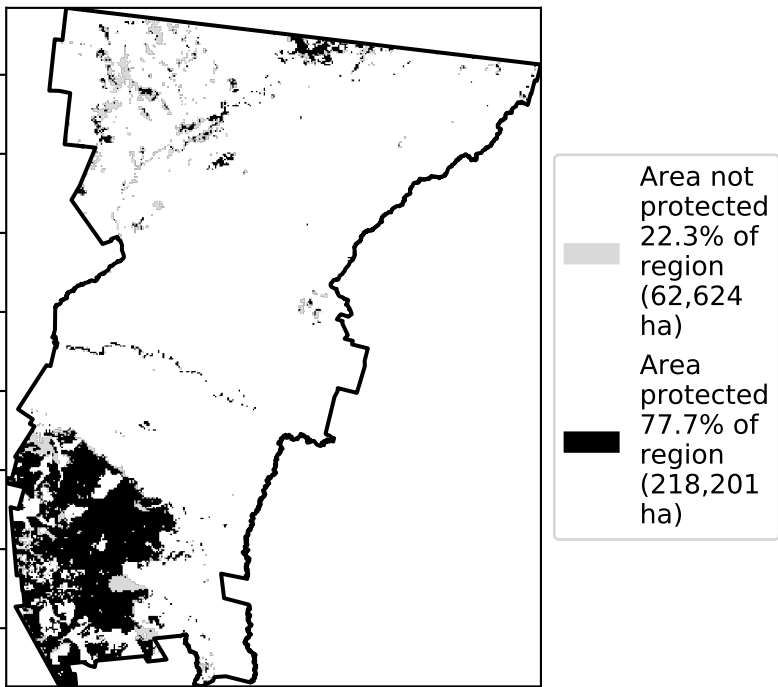 Area not
protected
22.3% of
region
(62,624
ha)
Area
protected
77.7% of
region
(218,201
ha)